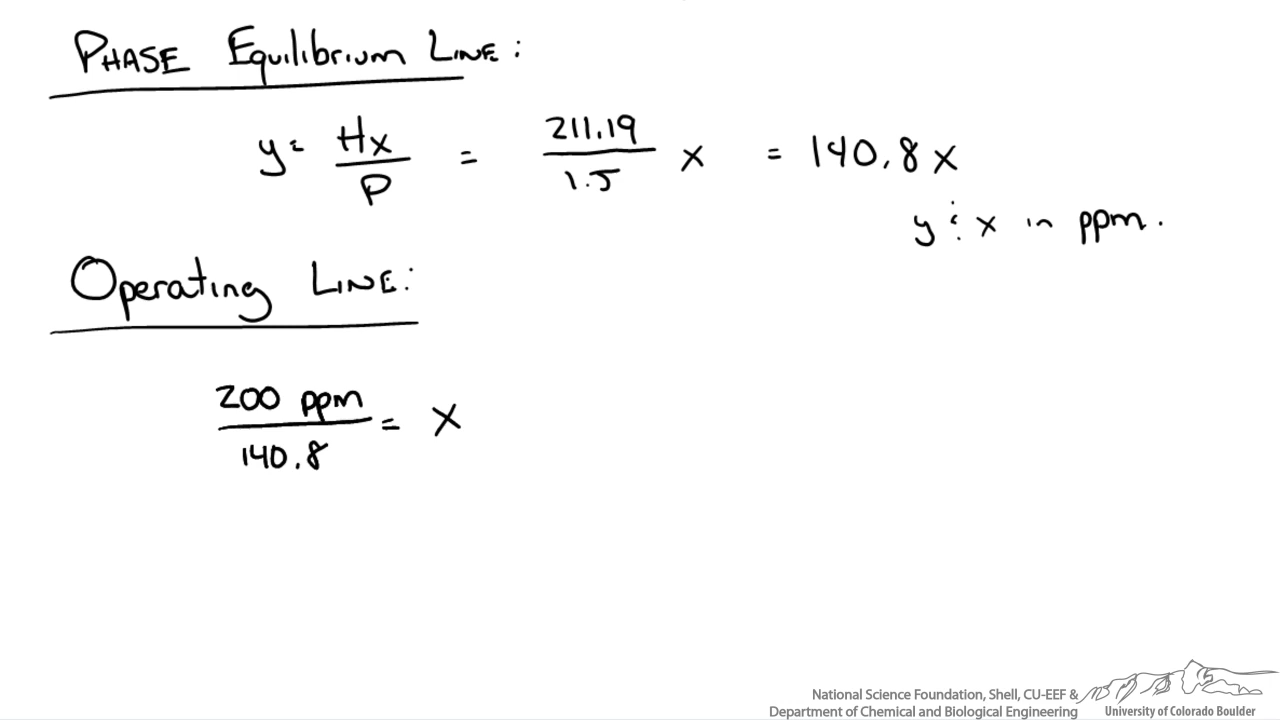 PHASE Equilibrium LINE:
y = Hx / P = 211.19 / 1.5 x = 140.8 x
y & x in ppm.
Operating LINE:
200 ppm / 140.8 = x
National Science Foundation, Shell, CU-EEF &
Department of Chemical and Biological Engineering
University of Colorado Boulder